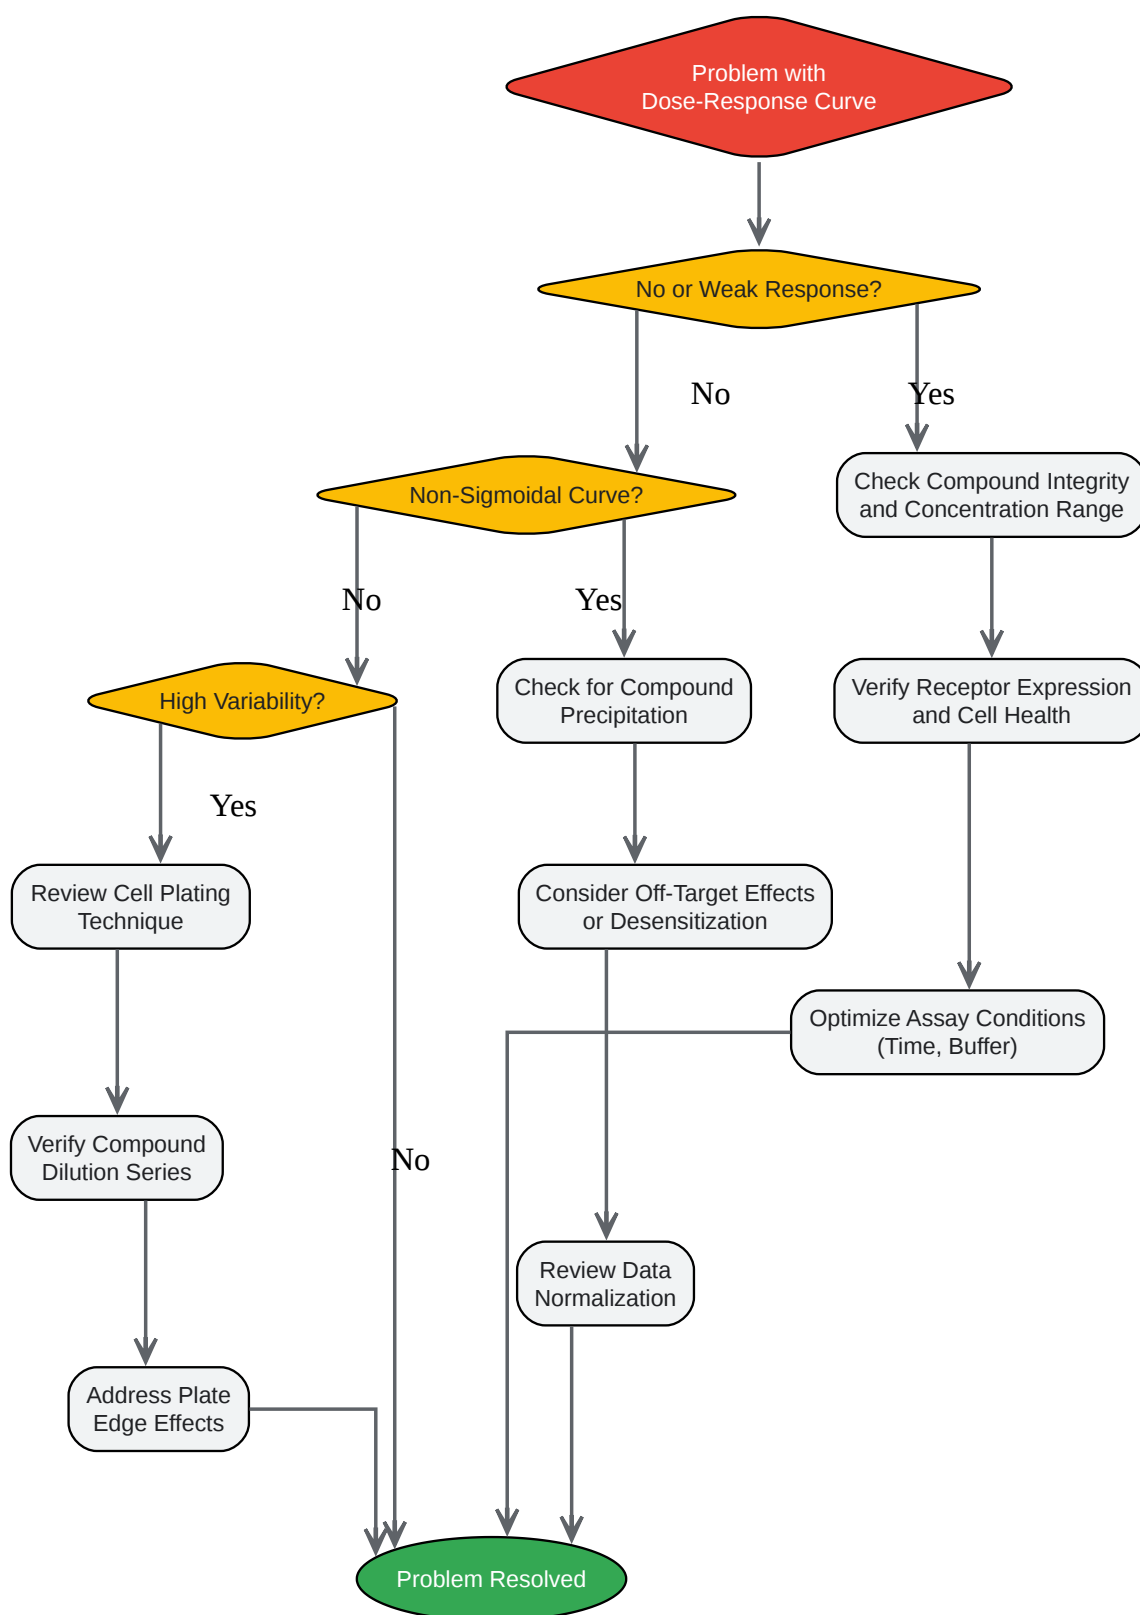 Problem with
Dose-Response Curve
No or Weak Response?
No
Yes
Non-Sigmoidal Curve?
Check Compound Integrity
and Concentration Range
No
Yes
High Variability?
Check for Compound
Precipitation
Verify Receptor Expression
and Cell Health
Yes
Review Cell Plating
Technique
Consider Off-Target Effects
or Desensitization
Optimize Assay Conditions
(Time, Buffer)
Verify Compound
Dilution Series
No
Review Data
Normalization
Address Plate
Edge Effects
Problem Resolved